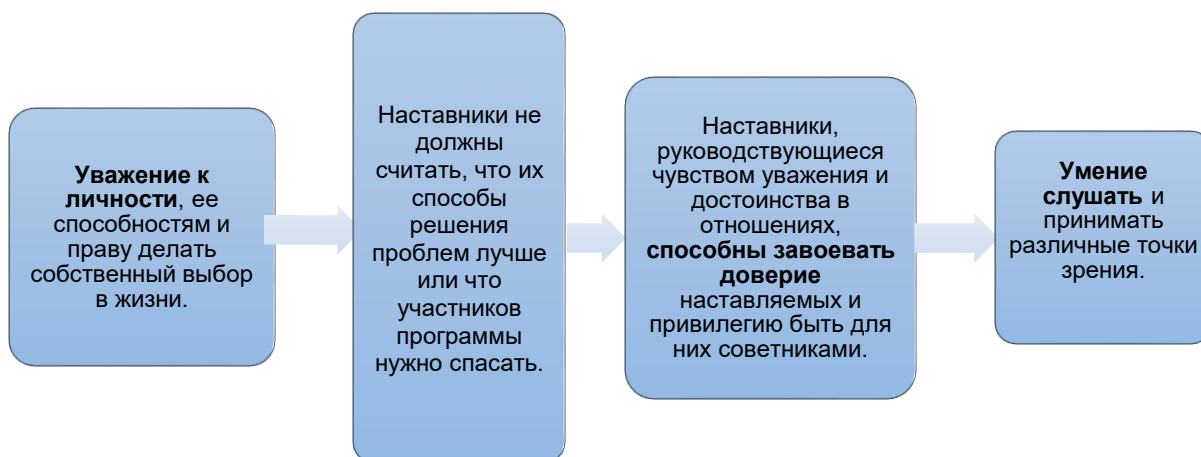 Уважение к
личности, ее
способностям и
праву делать
собственный выбор
в жизни.
Наставники не
должны
считать, что их
способы
решения
проблем лучше
или что
участников
программы
нужно спасать.
Наставники,
руководствующиеся
чувством уважения и
достоинства в
отношениях,
способны завоевать
доверие
наставляемых и
привилегию быть для
них советниками.
Умение
слушать и
принимать
различные точки
зрения.